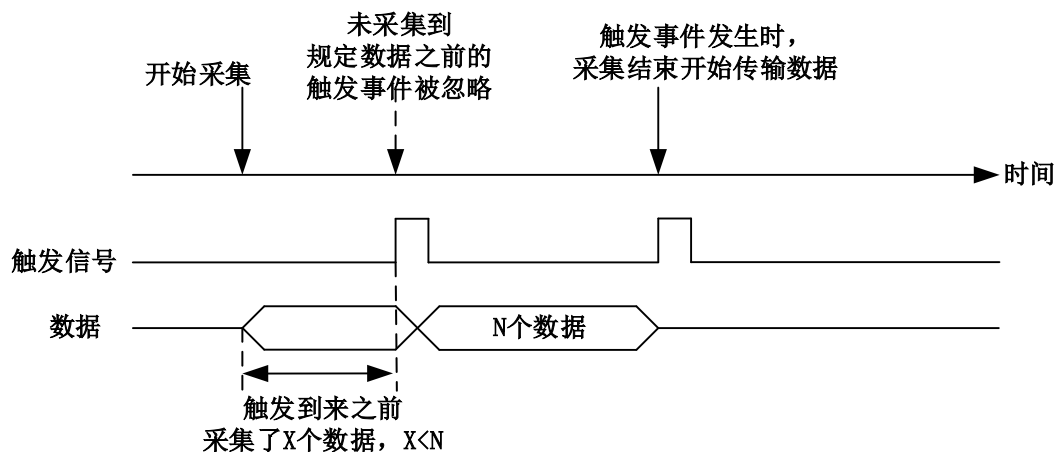 开始采集
未采集到
规定数据之前的
触发事件被忽略
触发事件发生时，
采集结束开始传输数据
时间
触发信号
数据
N个数据
触发到来之前
采集了X个数据，X<N